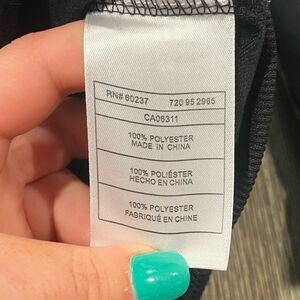 RN# 60237 720 95 2965
CA06311
100% POLYESTER
MADE IN CHINA
100% POLIÉSTER
HECHO EN CHINA
100% POLYESTER
FABRIQUÉ EN CHINE